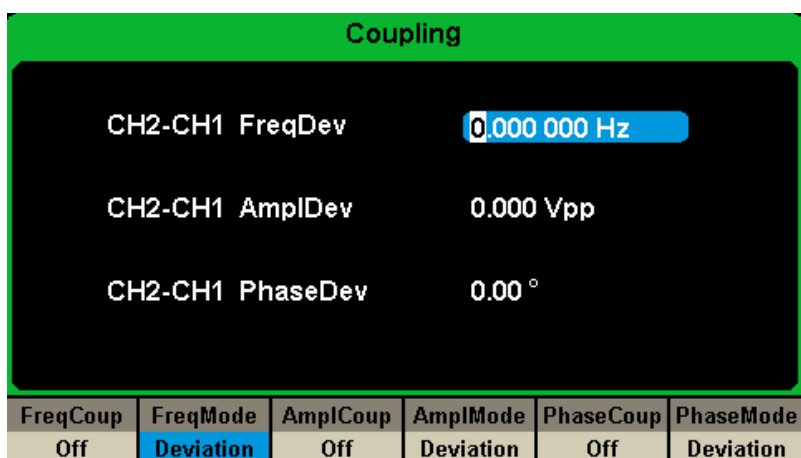 Coupling
CH2-CH1 FreqDev 0.000 000 Hz
CH2-CH1 AmplDev 0.000 Vpp
CH2-CH1 PhaseDev 0.00 °
FreqCoup FreqMode AmplCoup AmplMode PhaseCoup PhaseMode
Off Deviation Off Deviation Off Deviation